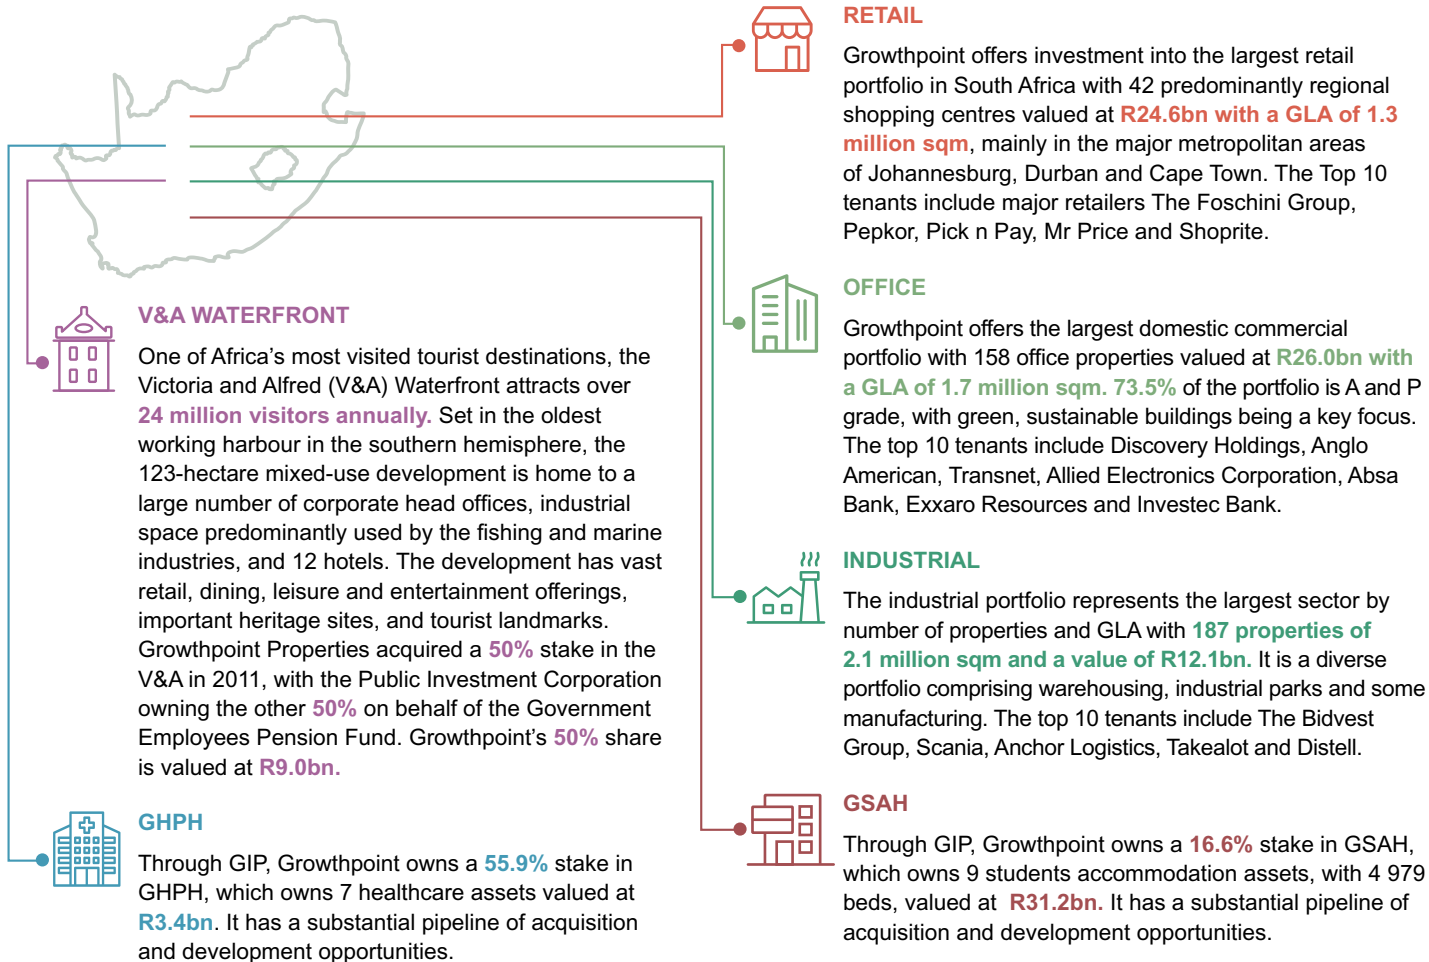 RETAIL
Growthpoint offers investment into the largest retail
portfolio in South Africa with 42 predominantly regional
shopping centres valued at R24.6bn with a GLA of 1.3
million sqm, mainly in the major metropolitan areas
of Johannesburg, Durban and Cape Town. The Top 10
tenants include major retailers The Foschini Group,
Pepkor, Pick n Pay, Mr Price and Shoprite.
OFFICE
Growthpoint offers the largest domestic commercial
portfolio with 158 office properties valued at R26.0bn with
a GLA of 1.7 million sqm. 73.5% of the portfolio is A and P
grade, with green, sustainable buildings being a key focus.
The top 10 tenants include Discovery Holdings, Anglo
American, Transnet, Allied Electronics Corporation, Absa
Bank, Exxaro Resources and Investec Bank.
INDUSTRIAL
The industrial portfolio represents the largest sector by
number of properties and GLA with 187 properties of
2.1 million sqm and a value of R12.1bn. It is a diverse
portfolio comprising warehousing, industrial parks and some
manufacturing. The top 10 tenants include The Bidvest
Group, Scania, Anchor Logistics, Takealot and Distell.
GSAH
Through GIP, Growthpoint owns a 16.6% stake in GSAH,
which owns 9 students accommodation assets, with 4 979
beds, valued at R31.2bn. It has a substantial pipeline of
acquisition and development opportunities.
V&A WATERFRONT
One of Africa's most visited tourist destinations, the
Victoria and Alfred (V&A) Waterfront attracts over
24 million visitors annually. Set in the oldest
working harbour in the southern hemisphere, the
123-hectare mixed-use development is home to a
large number of corporate head offices, industrial
space predominantly used by the fishing and marine
industries, and 12 hotels. The development has vast
retail, dining, leisure and entertainment offerings,
important heritage sites, and tourist landmarks.
Growthpoint Properties acquired a 50% stake in the
V&A in 2011, with the Public Investment Corporation
owning the other 50% on behalf of the Government
Employees Pension Fund. Growthpoint's 50% share
is valued at R9.0bn.
GHPH
Through GIP, Growthpoint owns a 55.9% stake in
GHPH, which owns 7 healthcare assets valued at
R3.4bn. It has a substantial pipeline of acquisition
and development opportunities.